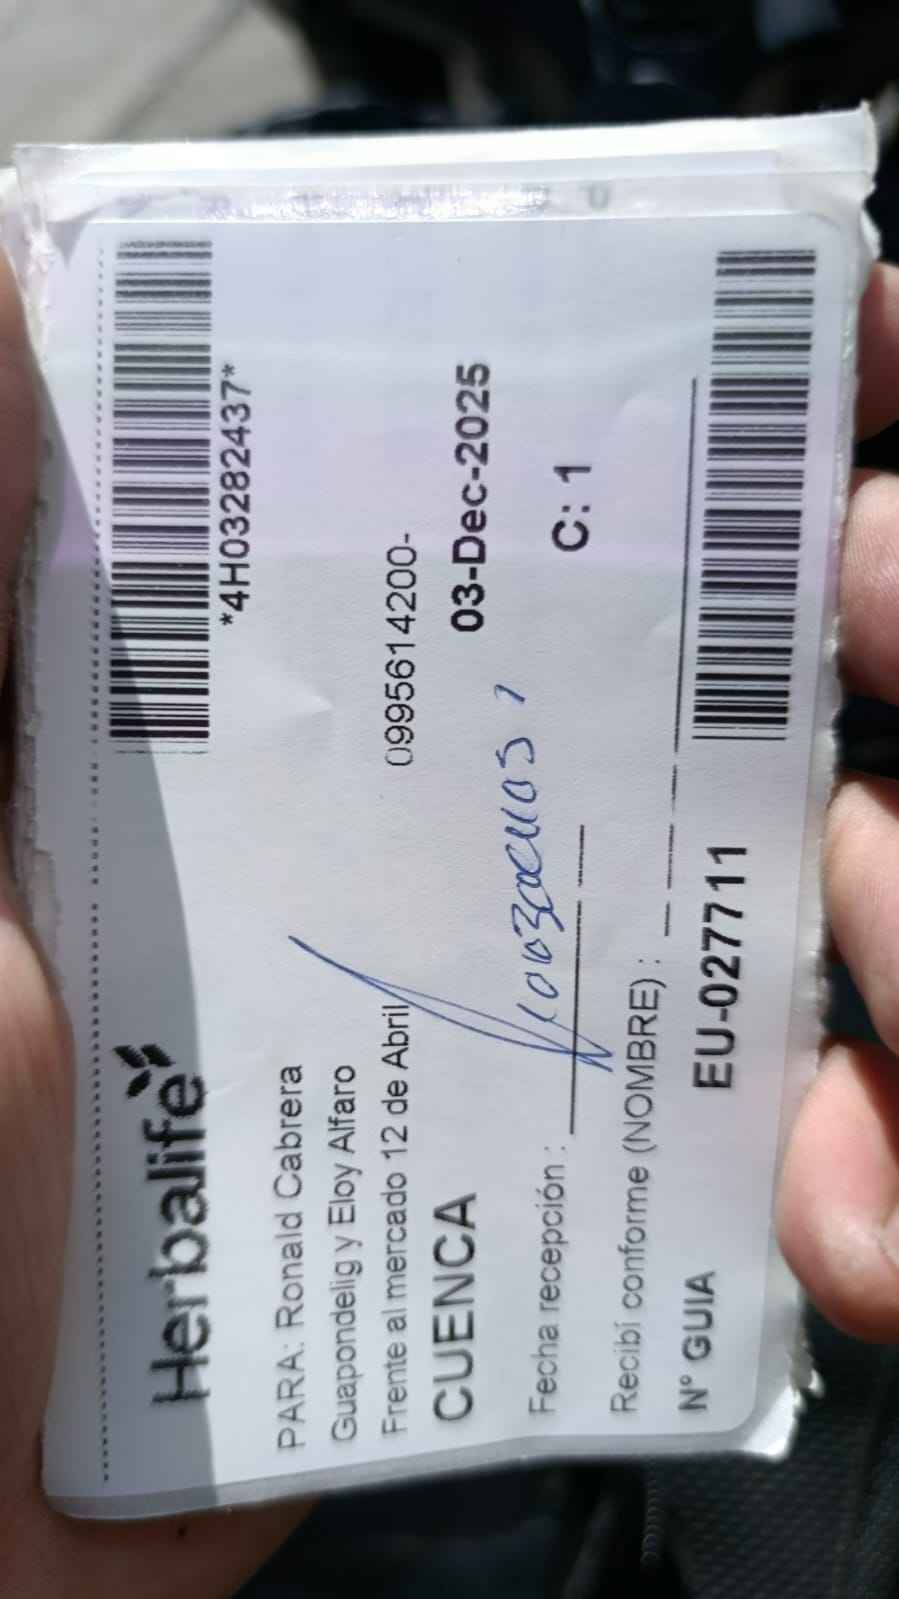 *4H03282437*
Herbalife
PARA: Ronald Cabrera
Guapondelig y Eloy Alfaro
Frente al mercado 12 de Abril
0995614200-
CUENCA
03-Dec-2025
Fecha recepción :
C: 1
Recibí conforme (NOMBRE) :
N° GUIA
EU-027711